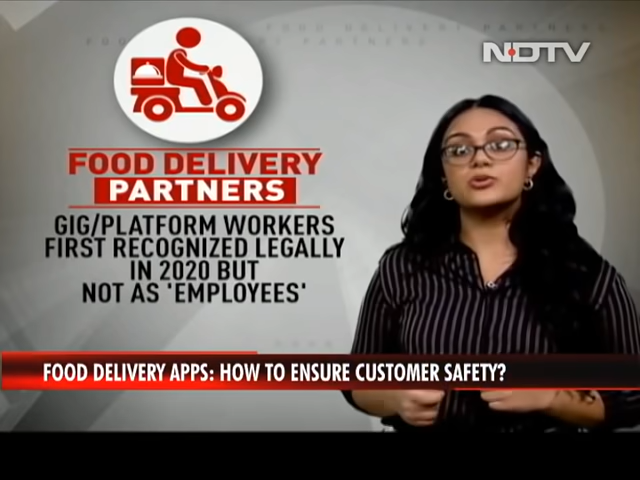 NDTV
FOOD DELIVERY
PARTNERS
GIG/PLATFORM WORKERS
FIRST RECOGNIZED LEGALLY
IN 2020 BUT
NOT AS 'EMPLOYEES'
FOOD DELIVERY APPS: HOW TO ENSURE CUSTOMER SAFETY?